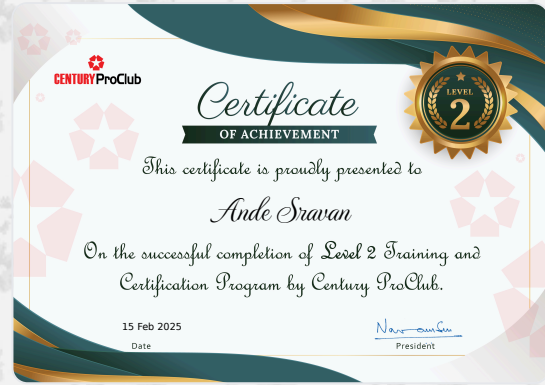 CENTURY ProClub
Certificate
OF ACHIEVEMENT
LEVEL
2
This certificate is proudly presented to
Ande Sravan
On the successful completion of Level 2 Training and
Certification Program by Century ProClub.
15 Feb 2025
Date
President